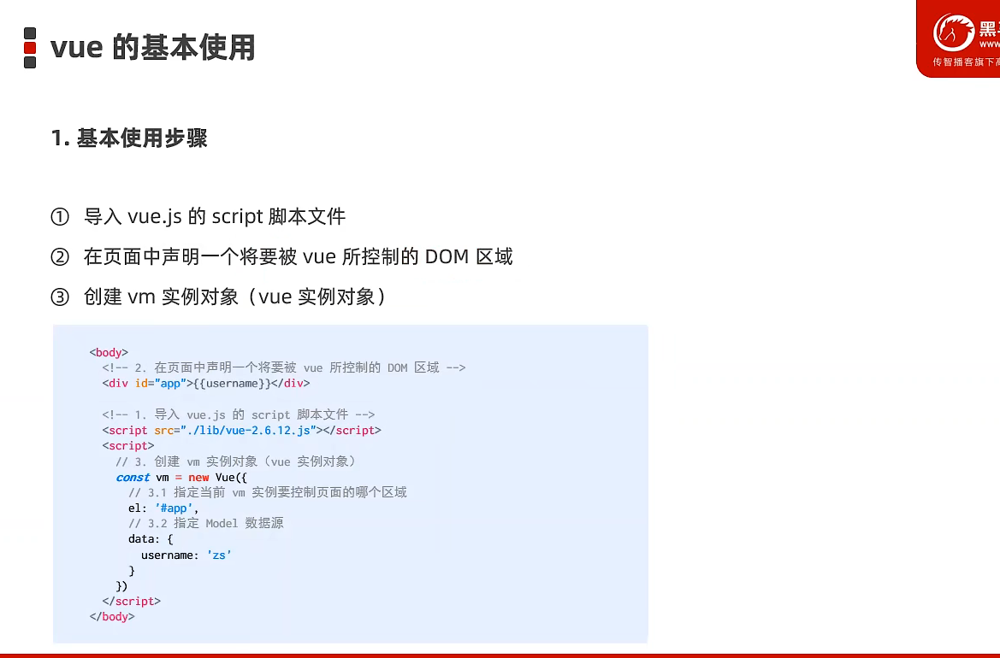 vue 的基本使用
黑
www
传智播客旗下高
1. 基本使用步骤
① 导入 vue.js 的 script 脚本文件
② 在页面中声明一个将要被 vue 所控制的 DOM 区域
③ 创建 vm 实例对象（vue 实例对象）
<body>
  <!-- 2. 在页面中声明一个将要被 vue 所控制的 DOM 区域 -->
  <div id="app">{{username}}</div>
  <!-- 1. 导入 vue.js 的 script 脚本文件 -->
  <script src="./lib/vue-2.6.12.js"></script>
  <script>
    // 3. 创建 vm 实例对象（vue 实例对象）
    const vm = new Vue({
      // 3.1 指定当前 vm 实例要控制页面的哪个区域
      el: '#app',
      // 3.2 指定 Model 数据源
      data: {
        username: 'zs'
      }
    })
  </script>
</body>